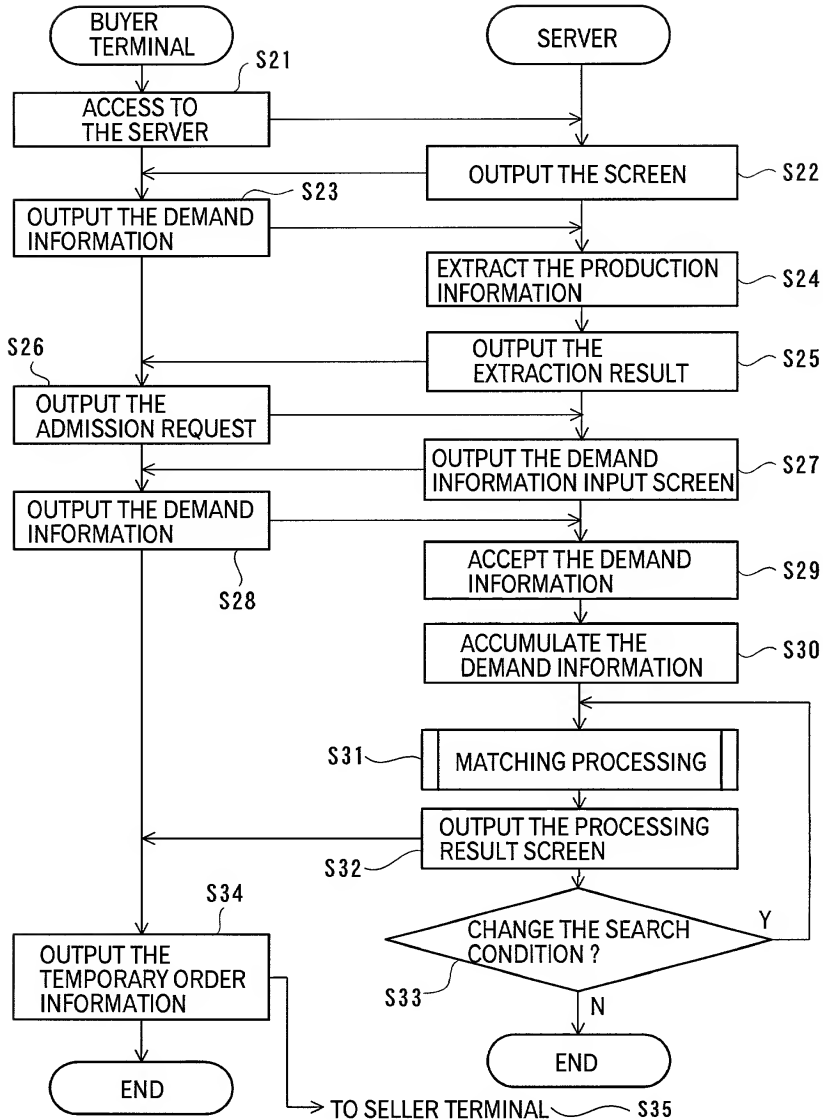 BUYER
TERMINAL
SERVER
S21
ACCESS TO
THE SERVER
OUTPUT THE SCREEN
S22
S23
OUTPUT THE DEMAND
INFORMATION
EXTRACT THE PRODUCTION
INFORMATION
S24
OUTPUT THE
EXTRACTION RESULT
S25
S26
OUTPUT THE
ADMISSION REQUEST
OUTPUT THE DEMAND
INFORMATION INPUT SCREEN
S27
OUTPUT THE DEMAND
INFORMATION
S28
ACCEPT THE DEMAND
INFORMATION
S29
ACCUMULATE THE
DEMAND INFORMATION
S30
S31
MATCHING PROCESSING
OUTPUT THE PROCESSING
RESULT SCREEN
S32
CHANGE THE SEARCH
CONDITION ?
Y
S33
N
S34
OUTPUT THE
TEMPORARY ORDER
INFORMATION
END
END
TO SELLER TERMINAL
S35